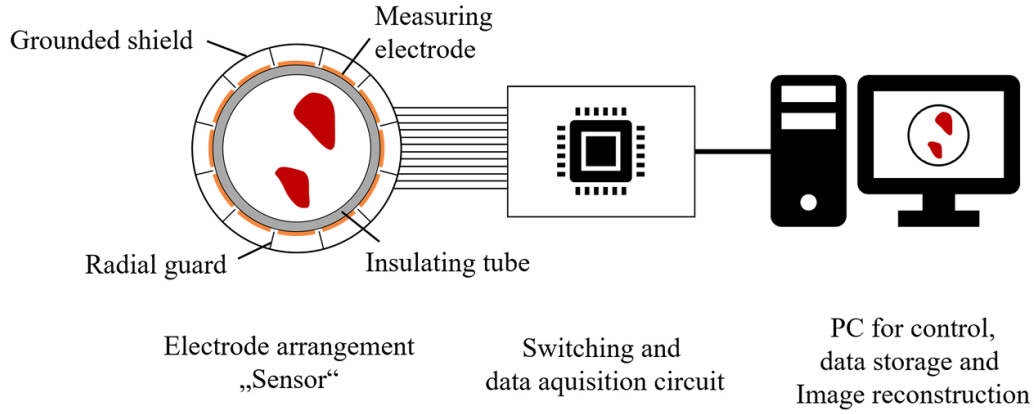 Grounded shield
Measuring
electrode
Radial guard
Insulating tube
Electrode arrangement
„Sensor“
Switching and
data aquisition circuit
PC for control,
data storage and
Image reconstruction